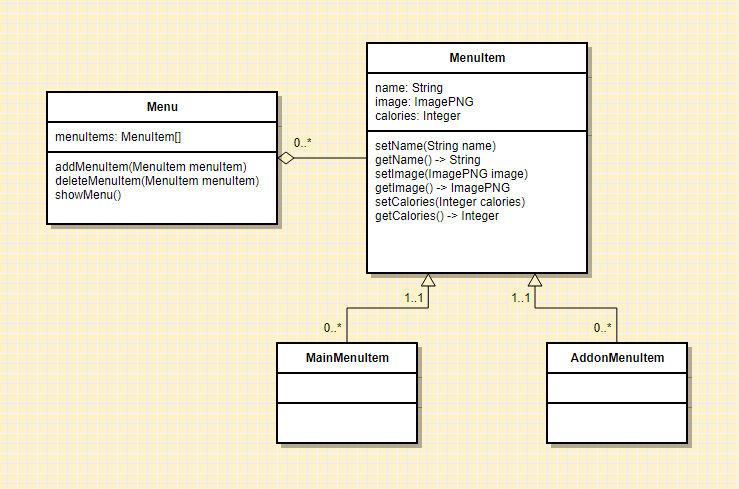 MenuItem
name: String
image: ImagePNG
calories: Integer
setName(String name)
getName() -> String
setImage(ImagePNG image)
getImage() -> ImagePNG
setCalories(Integer calories)
getCalories() -> Integer
Menu
menuItems: MenuItem[]
addMenuItem(MenuItem menuItem)
deleteMenuItem(MenuItem menuItem)
showMenu()
0..*
1..1
1..1
0..*
0..*
MainMenuItem
AddonMenuItem